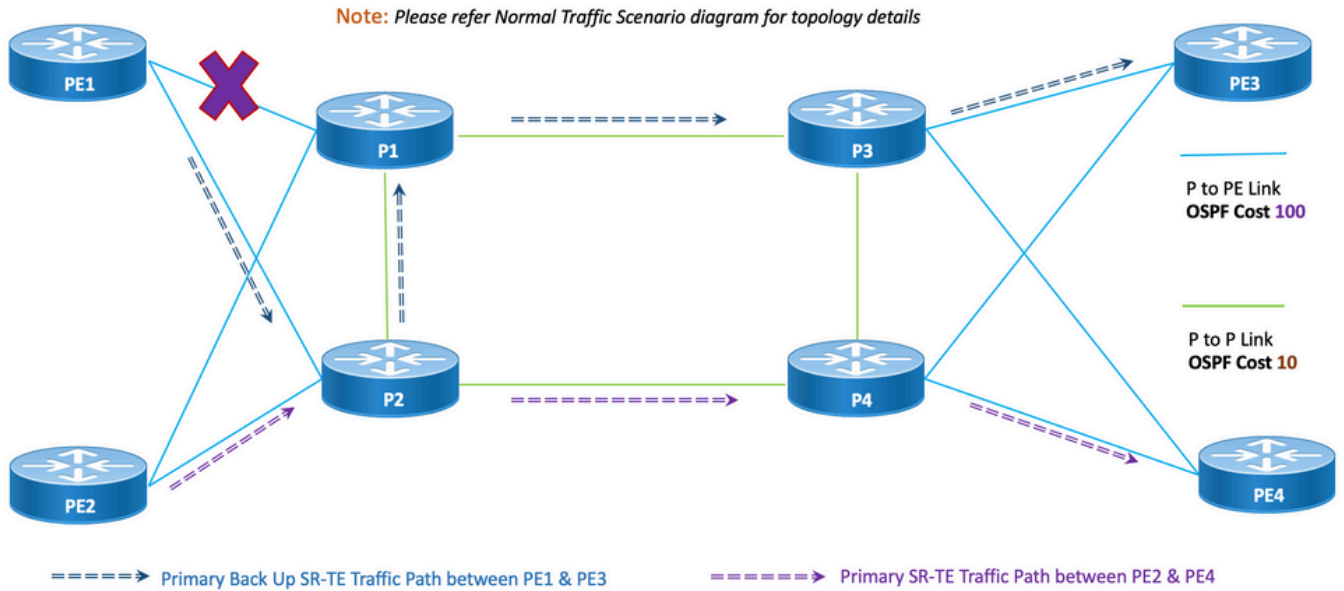 Note: Please refer Normal Traffic Scenario diagram for topology details
PE1
P1
P3
PE3
P to PE Link
OSPF Cost 100
P to P Link
OSPF Cost 10
P2
P4
PE2
PE4
Primary Back Up SR-TE Traffic Path between PE1 & PE3
Primary SR-TE Traffic Path between PE2 & PE4